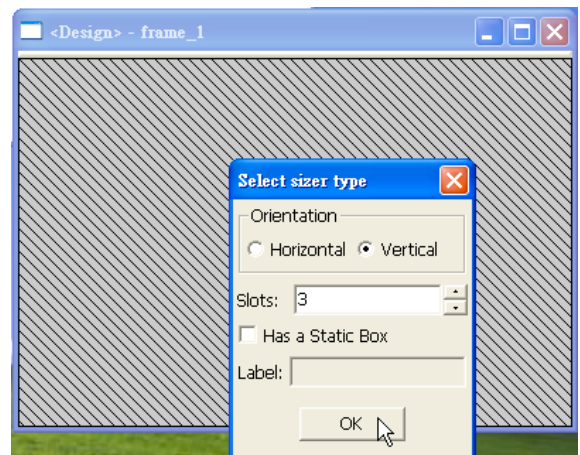 <Design> - frame_1
Select sizer type
Orientation
Horizontal Vertical
Slots: 3
Has a Static Box
Label:
OK